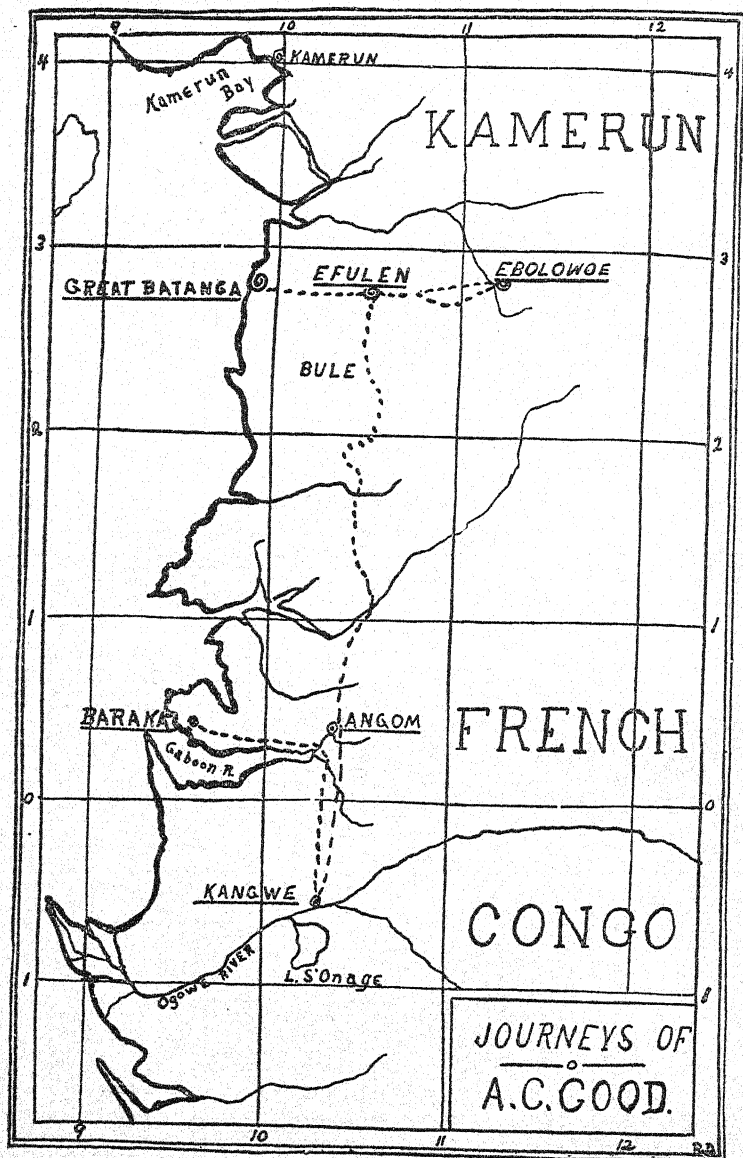 9 10 11 12
4 KAMERUN 4
Kamerun
Bay
KAMERUN
3 3
GREAT BATANGA EFULEN EBOLOWOE
BULE
2 2
1 1
BARAKA ANGOM
FRENCH
Gaboon R.
0 0
KANGWE
CONGO
Ogowe RIVER
L. S'Onage
1 1
JOURNEYS OF
A.C.GOOD.
9 10 11 12